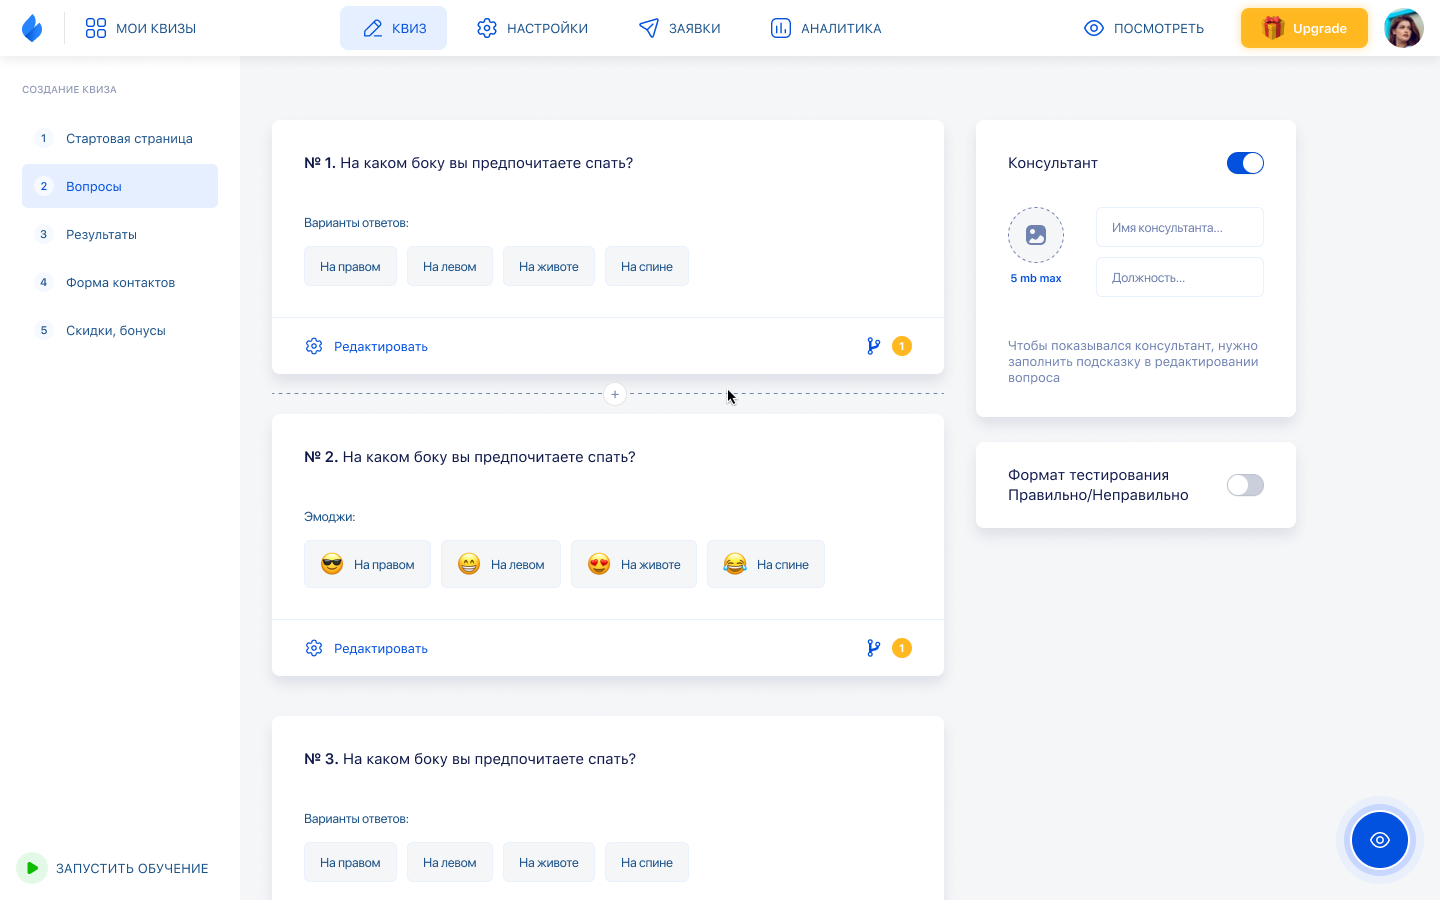 МОИ КВИЗЫ
КВИЗ
НАСТРОЙКИ
ЗАЯВКИ
АНАЛИТИКА
ПОСМОТРЕТЬ
Upgrade
СОЗДАНИЕ КВИЗА
1 Стартовая страница
2 Вопросы
3 Результаты
4 Форма контактов
5 Скидки, бонусы
ЗАПУСТИТЬ ОБУЧЕНИЕ
№ 1. На каком боку вы предпочитаете спать?
Варианты ответов:
На правом
На левом
На животе
На спине
Редактировать
1
+
№ 2. На каком боку вы предпочитаете спать?
Эмоджи:
На правом
На левом
На животе
На спине
Редактировать
1
№ 3. На каком боку вы предпочитаете спать?
Варианты ответов:
На правом
На левом
На животе
На спине
Консультант
Имя консультанта...
Должность...
5 mb max
Чтобы показывался консультант, нужно
заполнить подсказку в редактировании
вопроса
Формат тестирования
Правильно/Неправильно